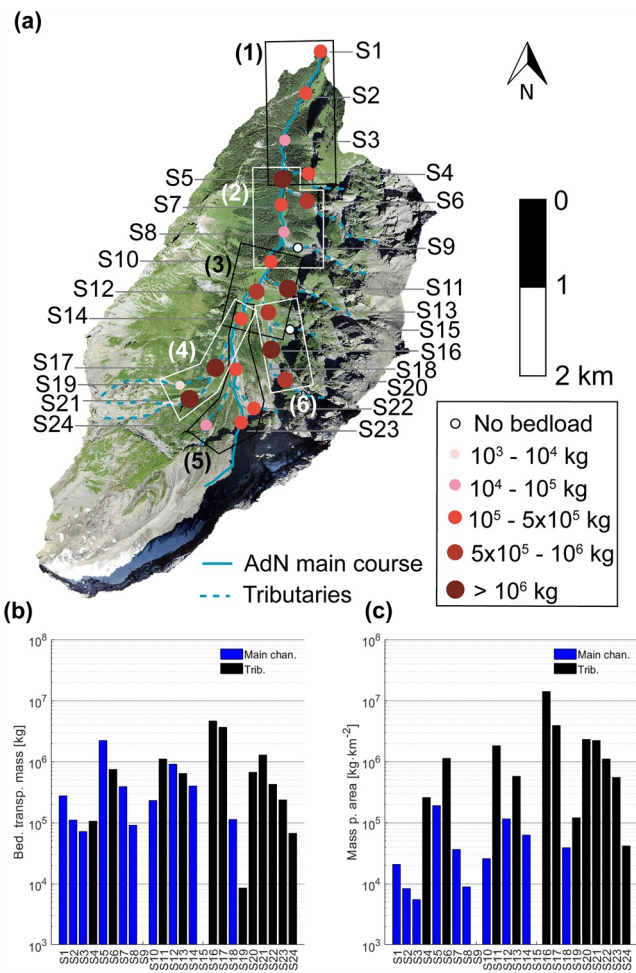 (a)
(1)
S1
S2
N
S3
S4
S5
(2)
S6
S7
0
S8
S9
S10
(3)
S11
S12
1
S13
S14
S15
(4)
S16
S17
S18
S19
S20
2 km
S21
(6)
S22
S24
S23
(5)
No bedload
10³ - 10⁴ kg
10⁴ - 10⁵ kg
10⁵ - 5x10⁵ kg
5x10⁵ - 10⁶ kg
> 10⁶ kg
AdN main course
Tributaries
(b)
10⁸
Main chan.
Trib.
10⁷
10⁶
10⁵
10⁴
10³
Bed. transp. mass [kg]
S1 S2 S3 S4 S5 S6 S7 S8 S9 S10 S11 S12 S13 S14 S15 S16 S17 S18 S19 S20 S21 S22 S23 S24
(c)
10⁸
Main chan.
Trib.
10⁷
10⁶
10⁵
10⁴
10³
Mass p. area [kg·km⁻²]
S1 S2 S3 S4 S5 S6 S7 S8 S9 S10 S11 S12 S13 S14 S15 S16 S17 S18 S19 S20 S21 S22 S23 S24